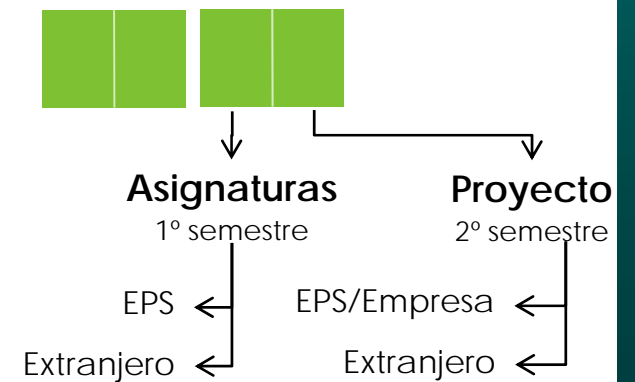 Asignaturas
1º semestre
EPS
Extranjero
Proyecto
2º semestre
EPS/Empresa
Extranjero